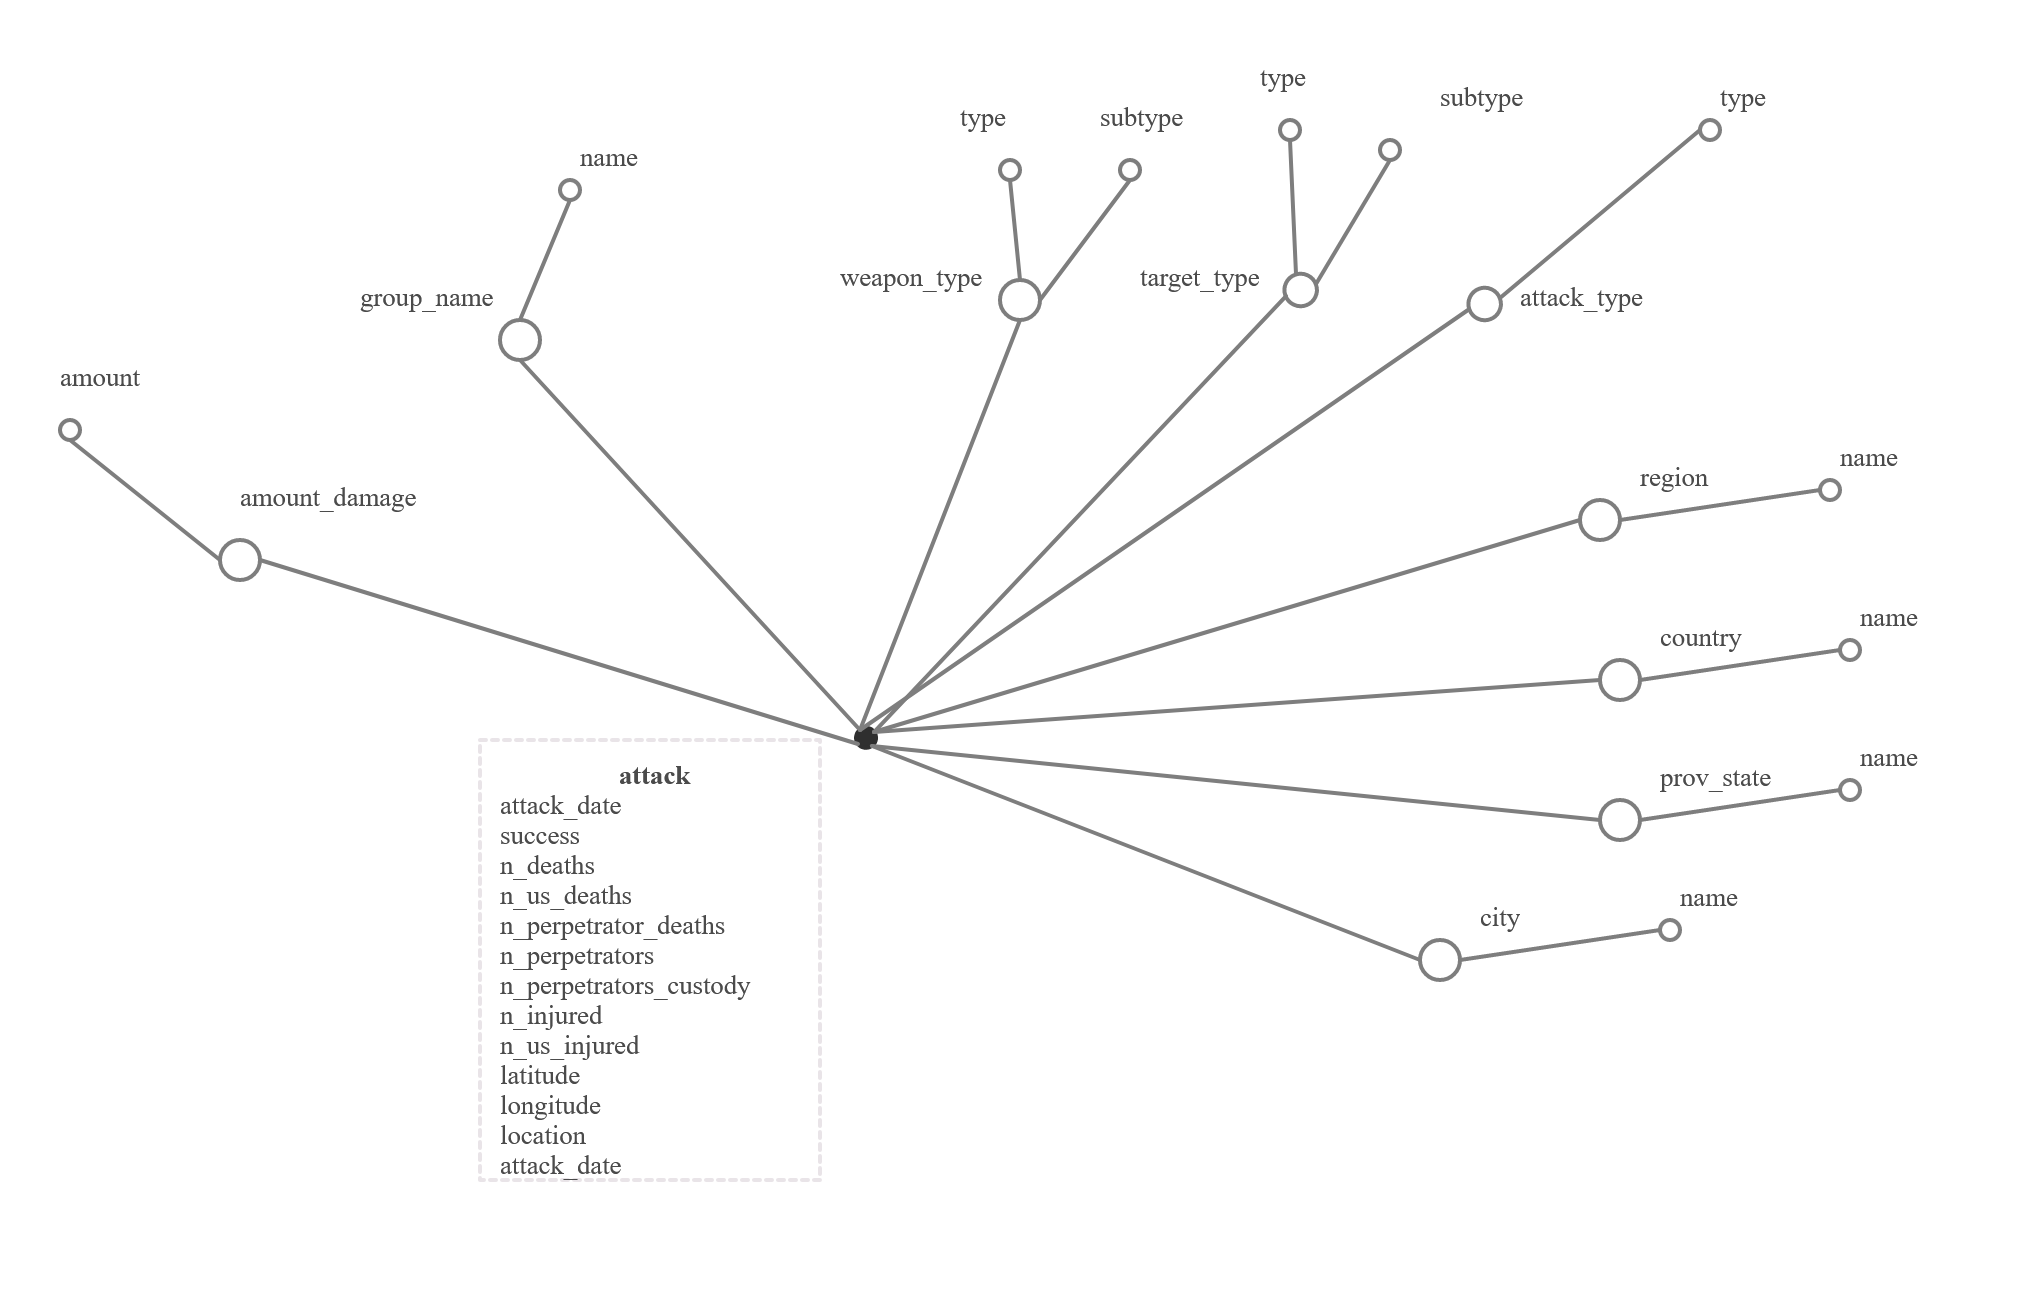 type
subtype
type
type
subtype
name
weapon_type
target_type
group_name
attack_type
amount
name
region
amount_damage
name
country
name
prov_state
attack
attack_date
success
n_deaths
n_us_deaths
n_perpetrator_deaths
n_perpetrators
n_perpetrators_custody
n_injured
n_us_injured
latitude
longitude
location
attack_date
name
city